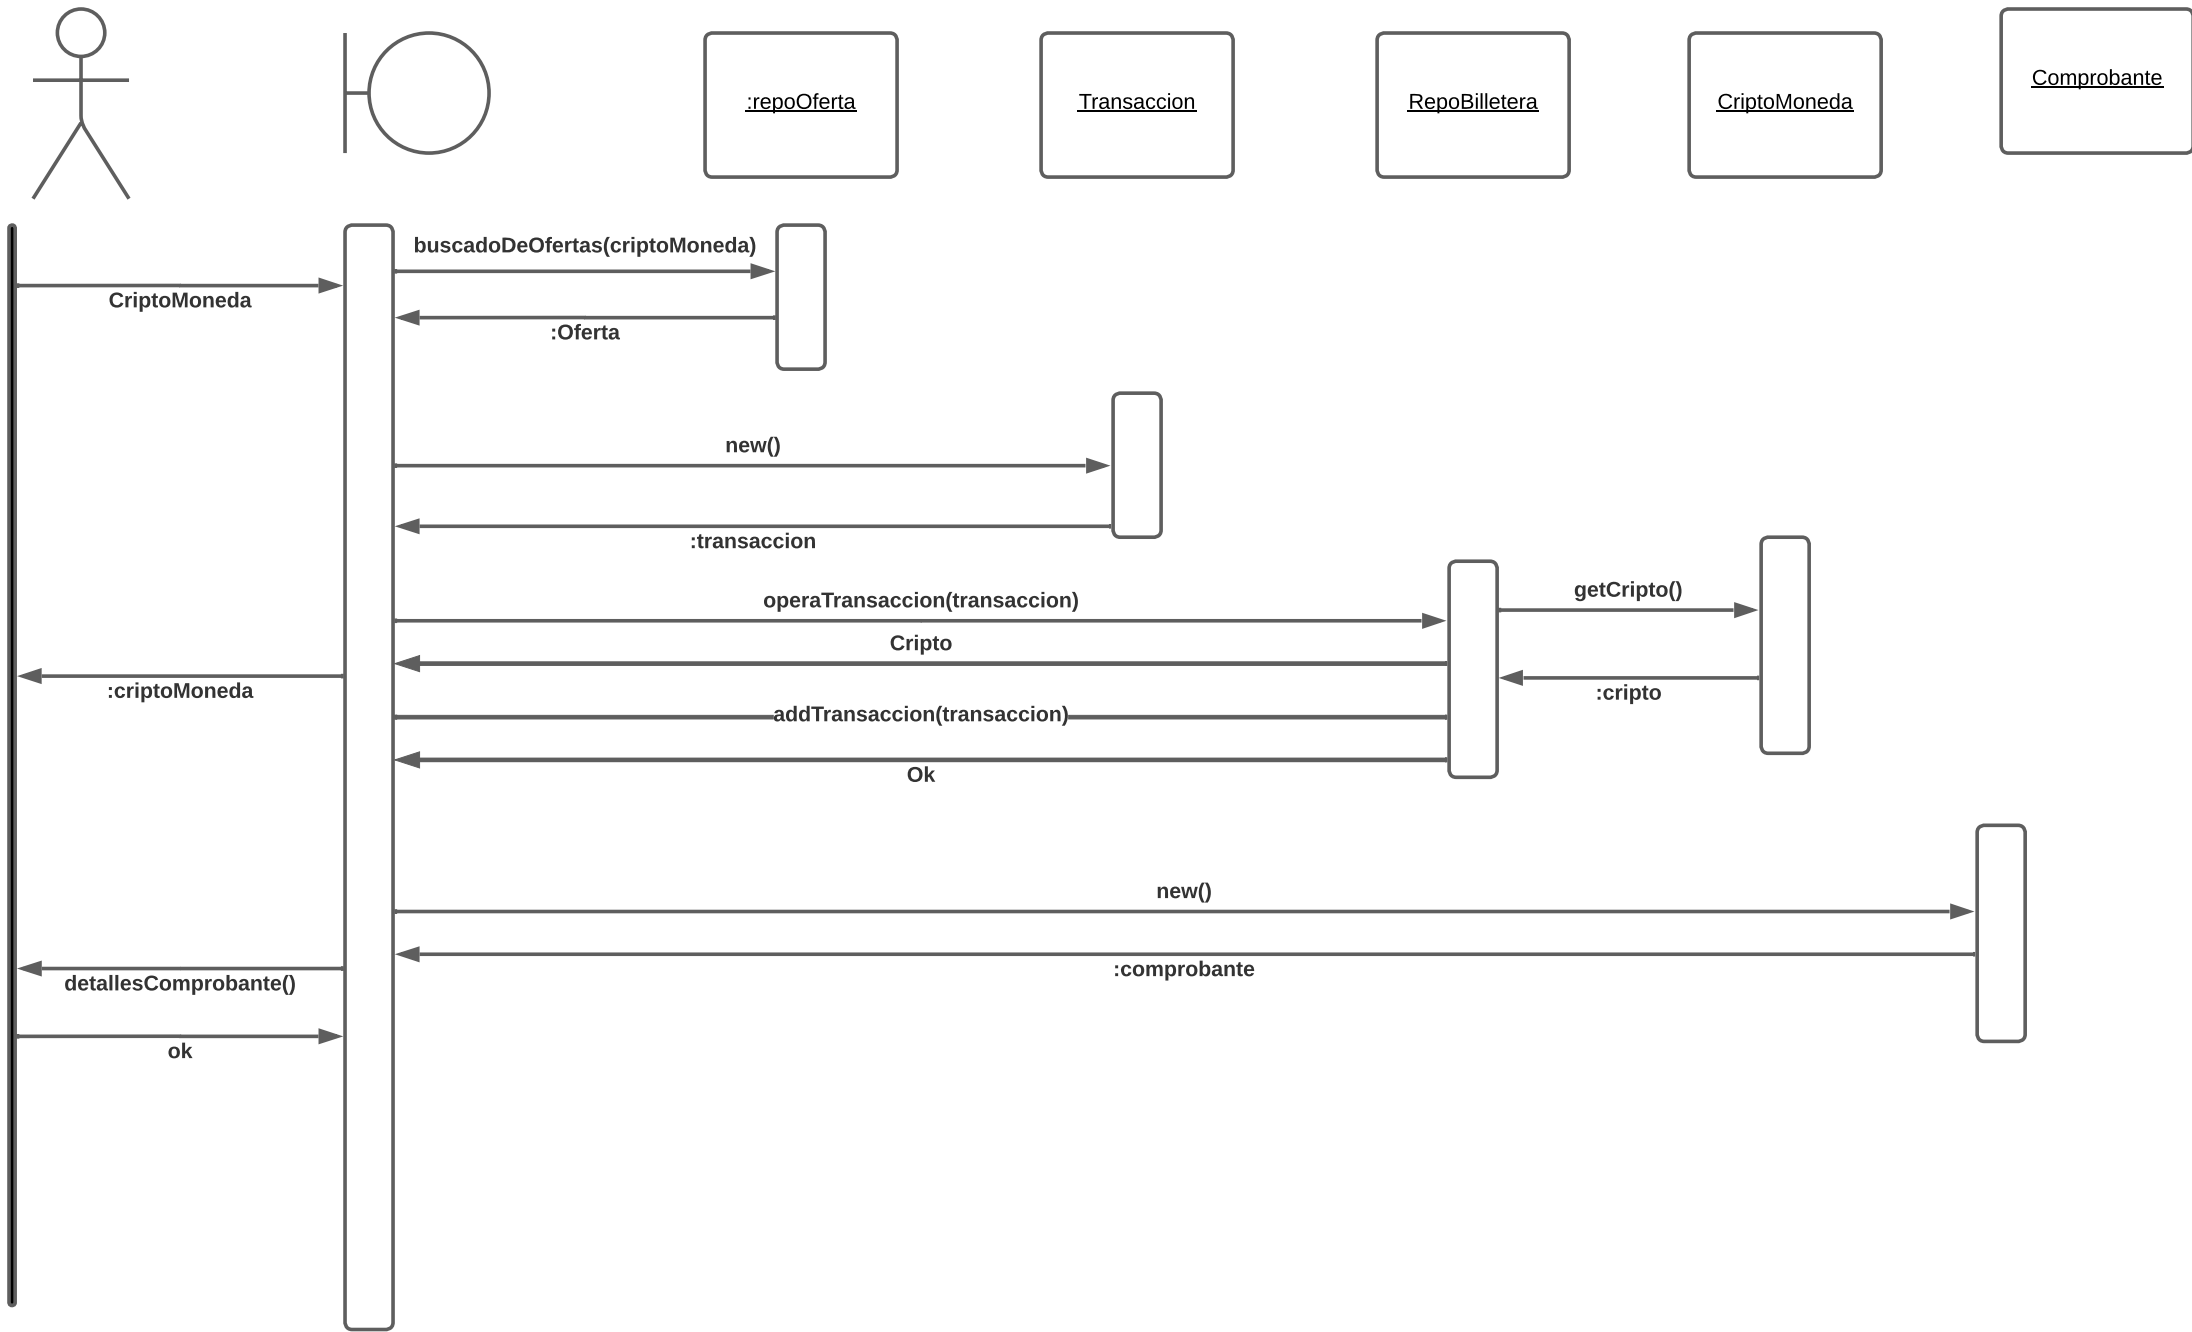 :repoOferta
Transaccion
RepoBilletera
CriptoMoneda
Comprobante
buscadoDeOfertas(criptoMoneda)
CriptoMoneda
:Oferta
new()
:transaccion
getCripto()
operaTransaccion(transaccion)
Cripto
:criptoMoneda
:cripto
addTransaccion(transaccion)
Ok
new()
:comprobante
detallesComprobante()
ok